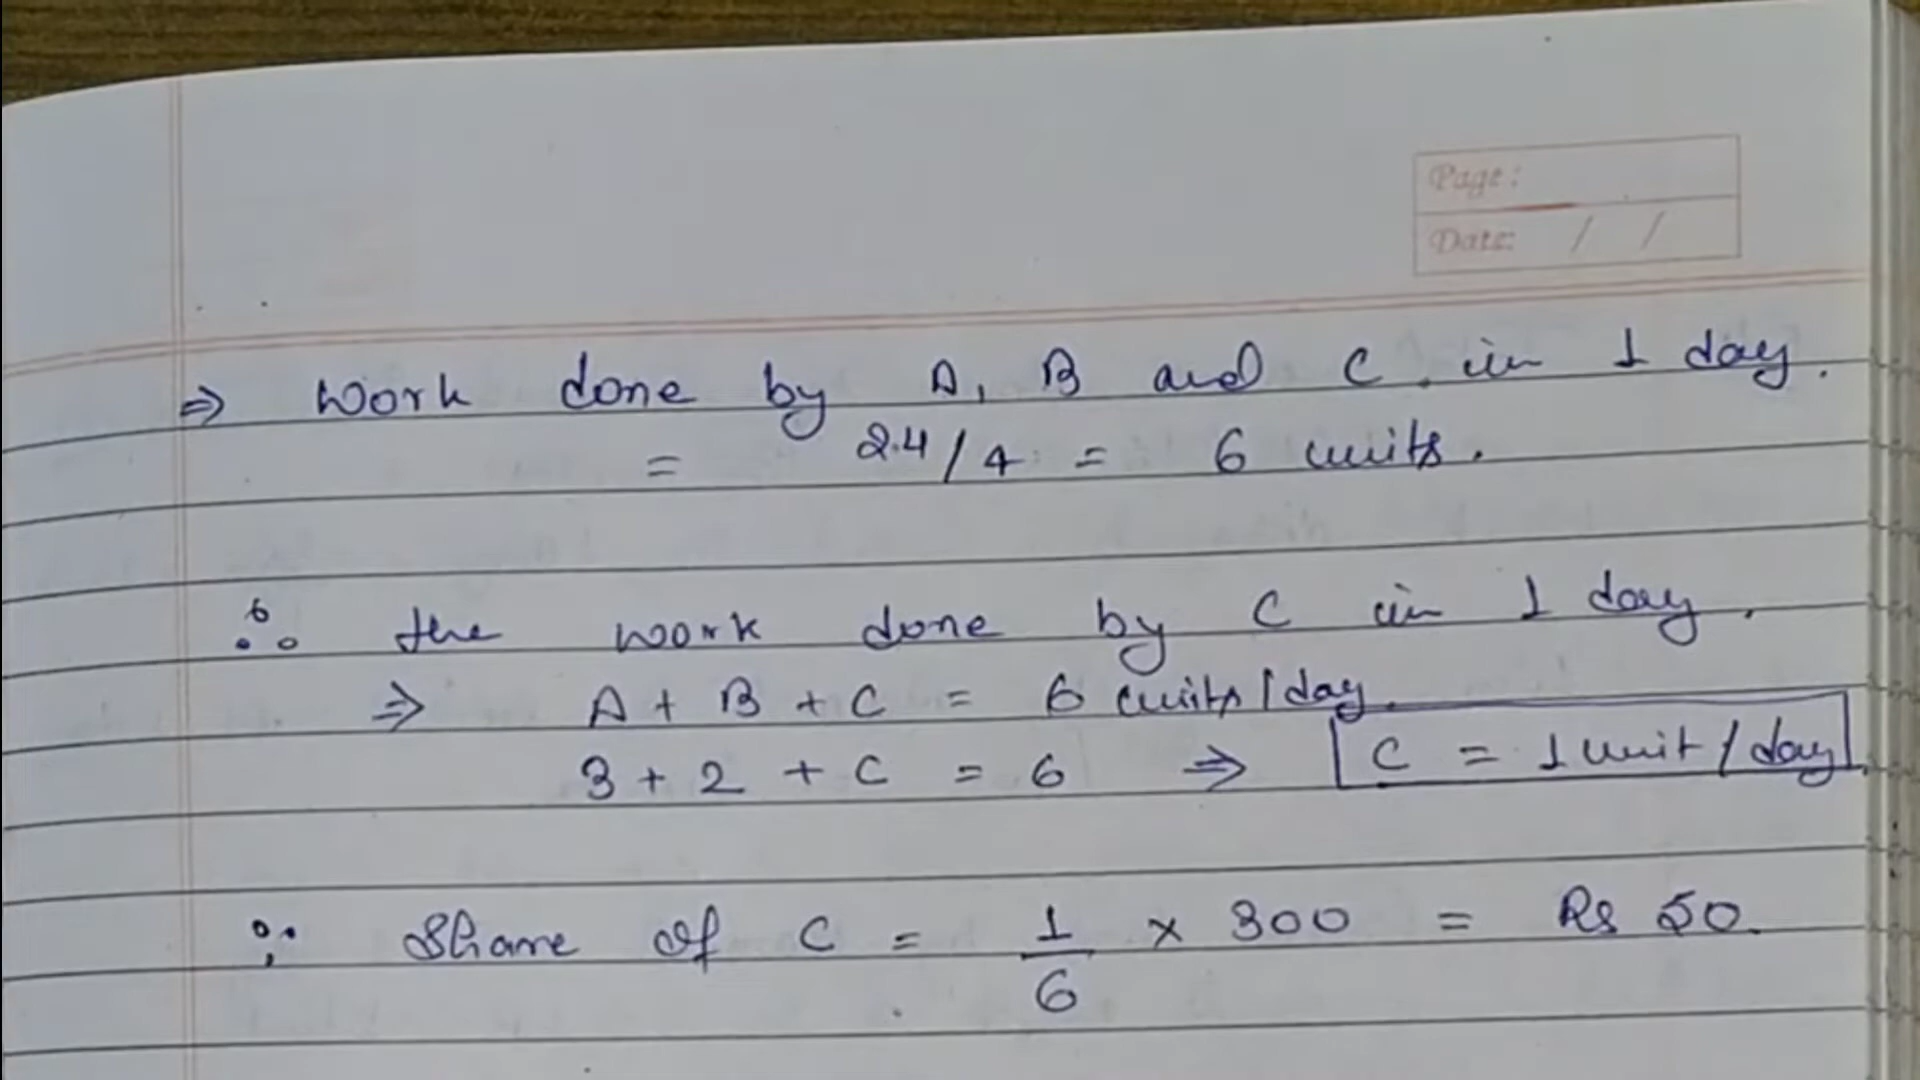 Page:
Date: / /
⇒ Work done by A, B and C in 1 day.
= 24/4 = 6 units.
∴ the work done by C in 1 day.
⇒ A + B + C = 6 units/day.
3 + 2 + C = 6 ⇒ C = 1 unit/day.
∴ Share of C = 1/6 × 300 = Rs 50.